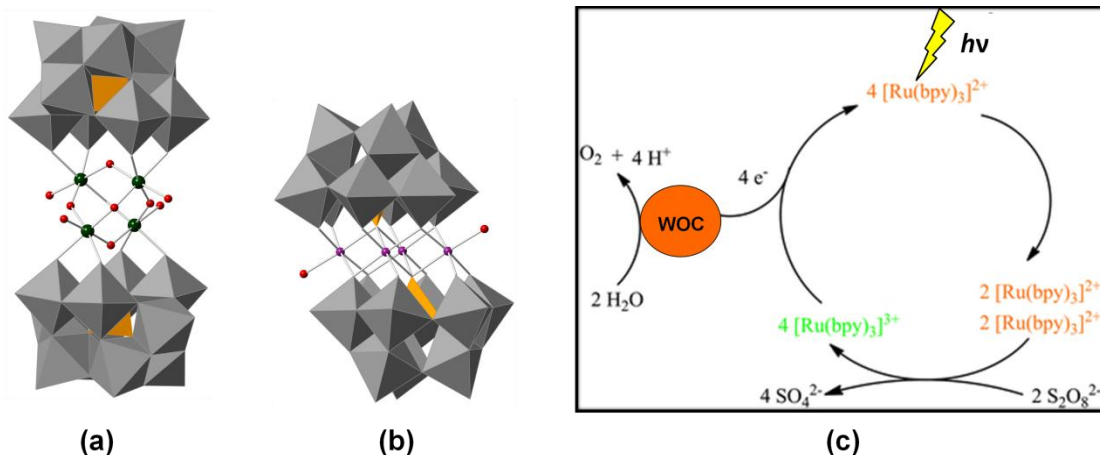 hν
4 [Ru(bpy)₃]²⁺
O₂ + 4 H⁺
4 e⁻
WOC
2 H₂O
2 [Ru(bpy)₃]²⁺
4 [Ru(bpy)₃]³⁺
2 [Ru(bpy)₃]²⁺
4 SO₄²⁻
2 S₂O₈²⁻
(a)
(b)
(c)